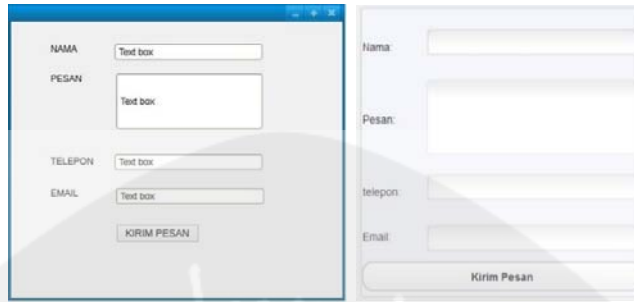 NAMA
Text box
PESAN
Text box
TELEPON
Text box
EMAIL
Text box
KIRIM PESAN
Nama:
Pesan:
telepon:
Email:
Kirim Pesan